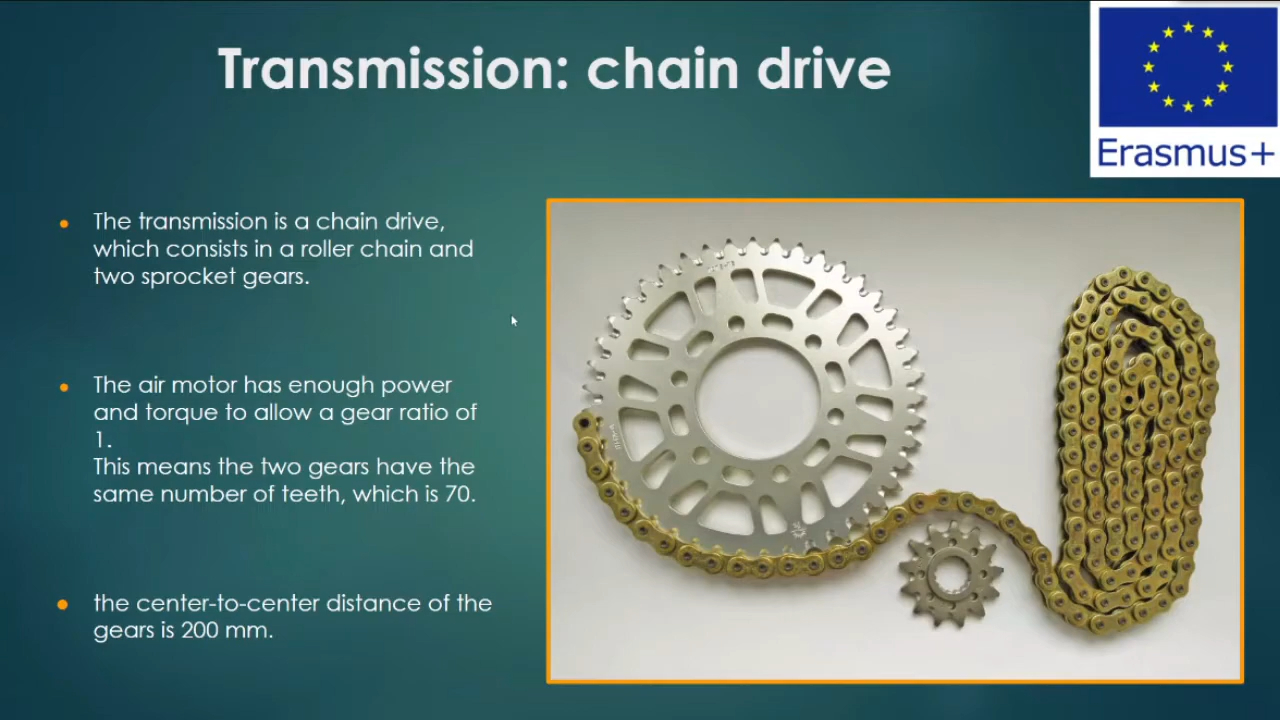 Transmission: chain drive
Erasmus+
The transmission is a chain drive,
which consists in a roller chain and
two sprocket gears.
The air motor has enough power
and torque to allow a gear ratio of
1.
This means the two gears have the
same number of teeth, which is 70.
the center-to-center distance of the
gears is 200 mm.